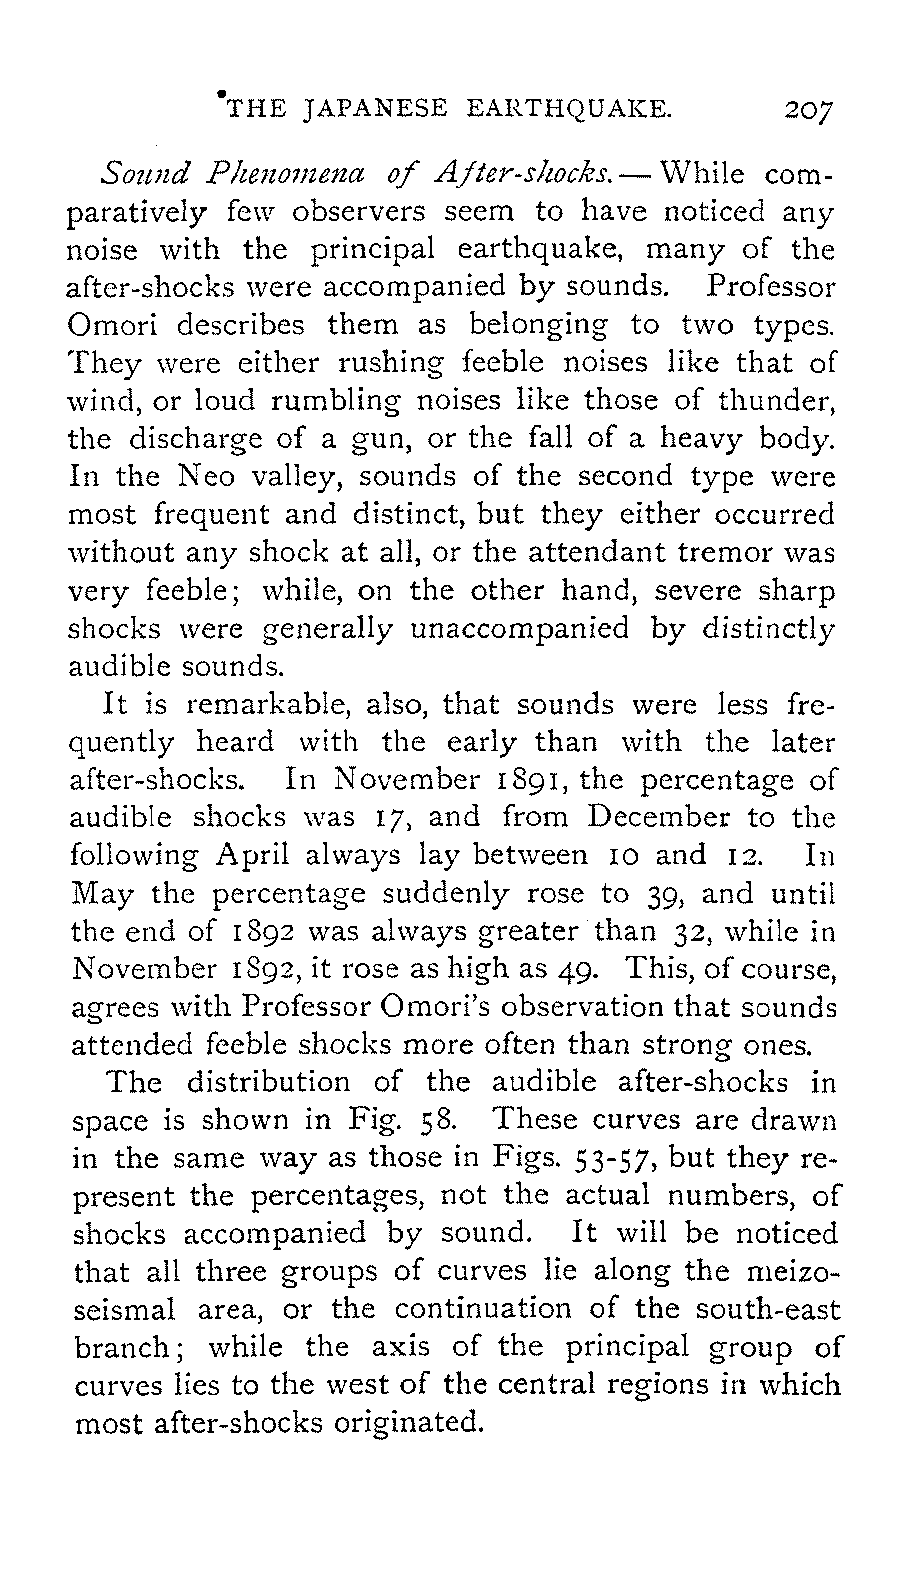 THE JAPANESE EARTHQUAKE. 207
Sound Phenomena of After-shocks. — While com-
paratively few observers seem to have noticed any
noise with the principal earthquake, many of the
after-shocks were accompanied by sounds. Professor
Omori describes them as belonging to two types.
They were either rushing feeble noises like that of
wind, or loud rumbling noises like those of thunder,
the discharge of a gun, or the fall of a heavy body.
In the Neo valley, sounds of the second type were
most frequent and distinct, but they either occurred
without any shock at all, or the attendant tremor was
very feeble; while, on the other hand, severe sharp
shocks were generally unaccompanied by distinctly
audible sounds.
It is remarkable, also, that sounds were less fre-
quently heard with the early than with the later
after-shocks. In November 1891, the percentage of
audible shocks was 17, and from December to the
following April always lay between 10 and 12. In
May the percentage suddenly rose to 39, and until
the end of 1892 was always greater than 32, while in
November 1892, it rose as high as 49. This, of course,
agrees with Professor Omori's observation that sounds
attended feeble shocks more often than strong ones.
The distribution of the audible after-shocks in
space is shown in Fig. 58. These curves are drawn
in the same way as those in Figs. 53-57, but they re-
present the percentages, not the actual numbers, of
shocks accompanied by sound. It will be noticed
that all three groups of curves lie along the meizo-
seismal area, or the continuation of the south-east
branch; while the axis of the principal group of
curves lies to the west of the central regions in which
most after-shocks originated.